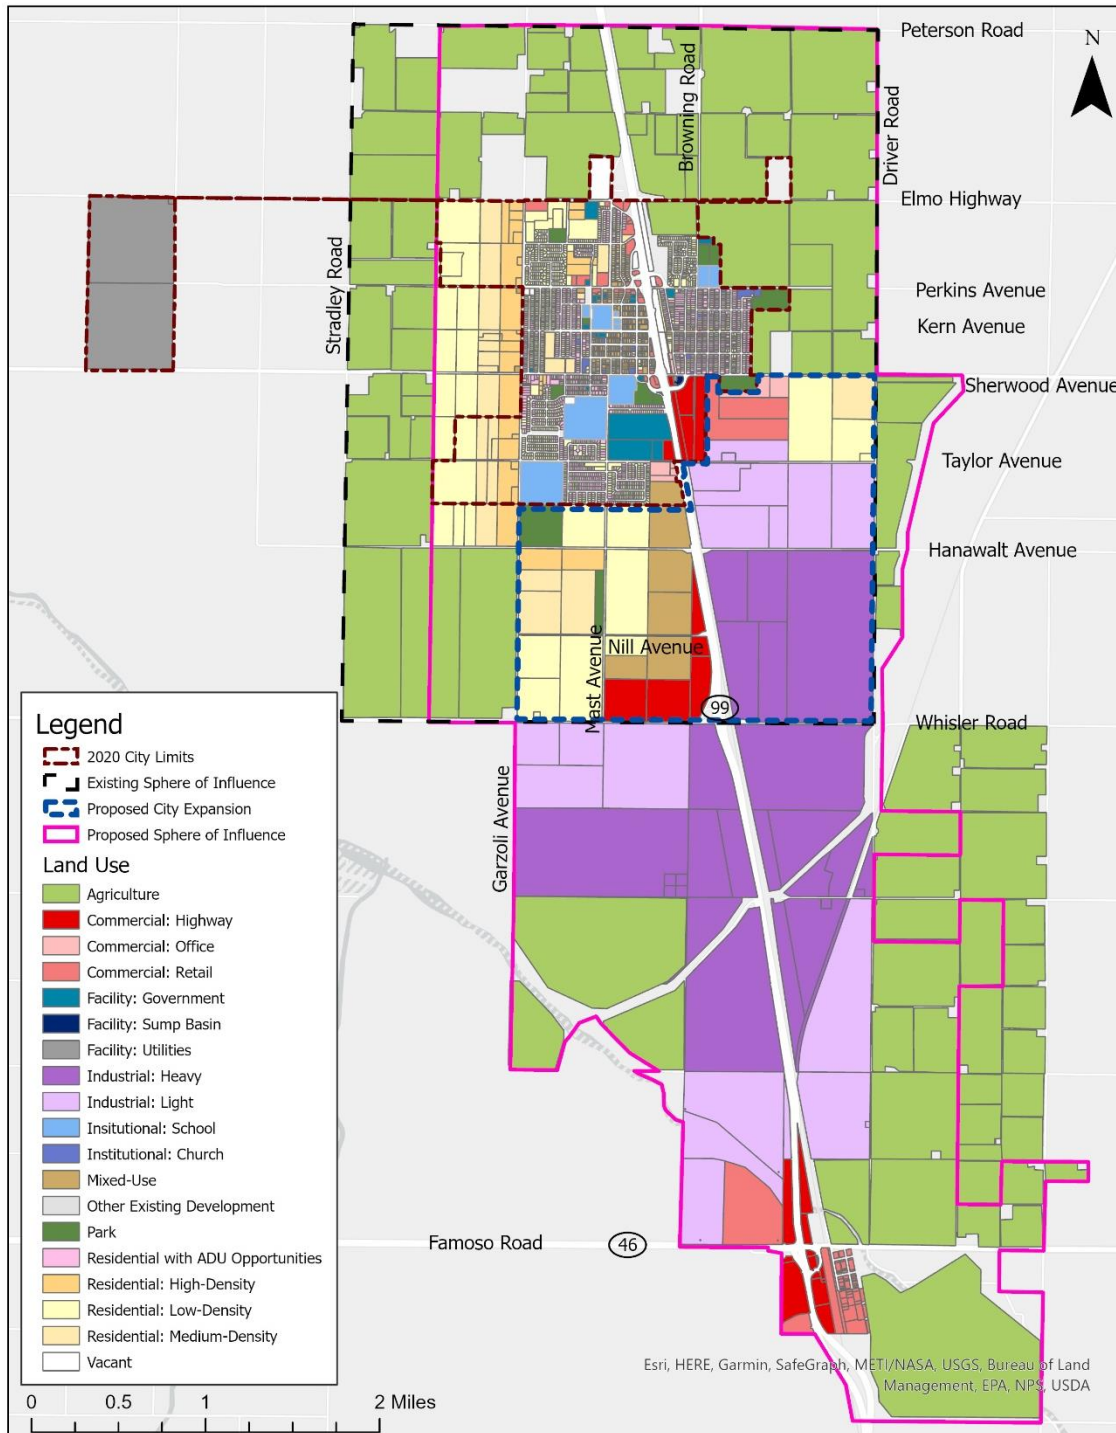 Peterson Road
N
Browning Road
Driver Road
Elmo Highway
Stradley Road
Perkins Avenue
Kern Avenue
Sherwood Avenue
Taylor Avenue
Hanawalt Avenue
Nill Avenue
Mast Avenue
99
Whisler Road
Garzoli Avenue
Legend
2020 City Limits
Existing Sphere of Influence
Proposed City Expansion
Proposed Sphere of Influence
Land Use
Agriculture
Commercial: Highway
Commercial: Office
Commercial: Retail
Facility: Government
Facility: Sump Basin
Facility: Utilities
Industrial: Heavy
Industrial: Light
Insitutional: School
Institutional: Church
Mixed-Use
Other Existing Development
Park
Residential with ADU Opportunities
Residential: High-Density
Residential: Low-Density
Residential: Medium-Density
Vacant
Famoso Road
46
Esri, HERE, Garmin, SafeGraph, METI/NASA, USGS, Bureau of Land
Management, EPA, NPS, USDA
0 0.5 1 2 Miles